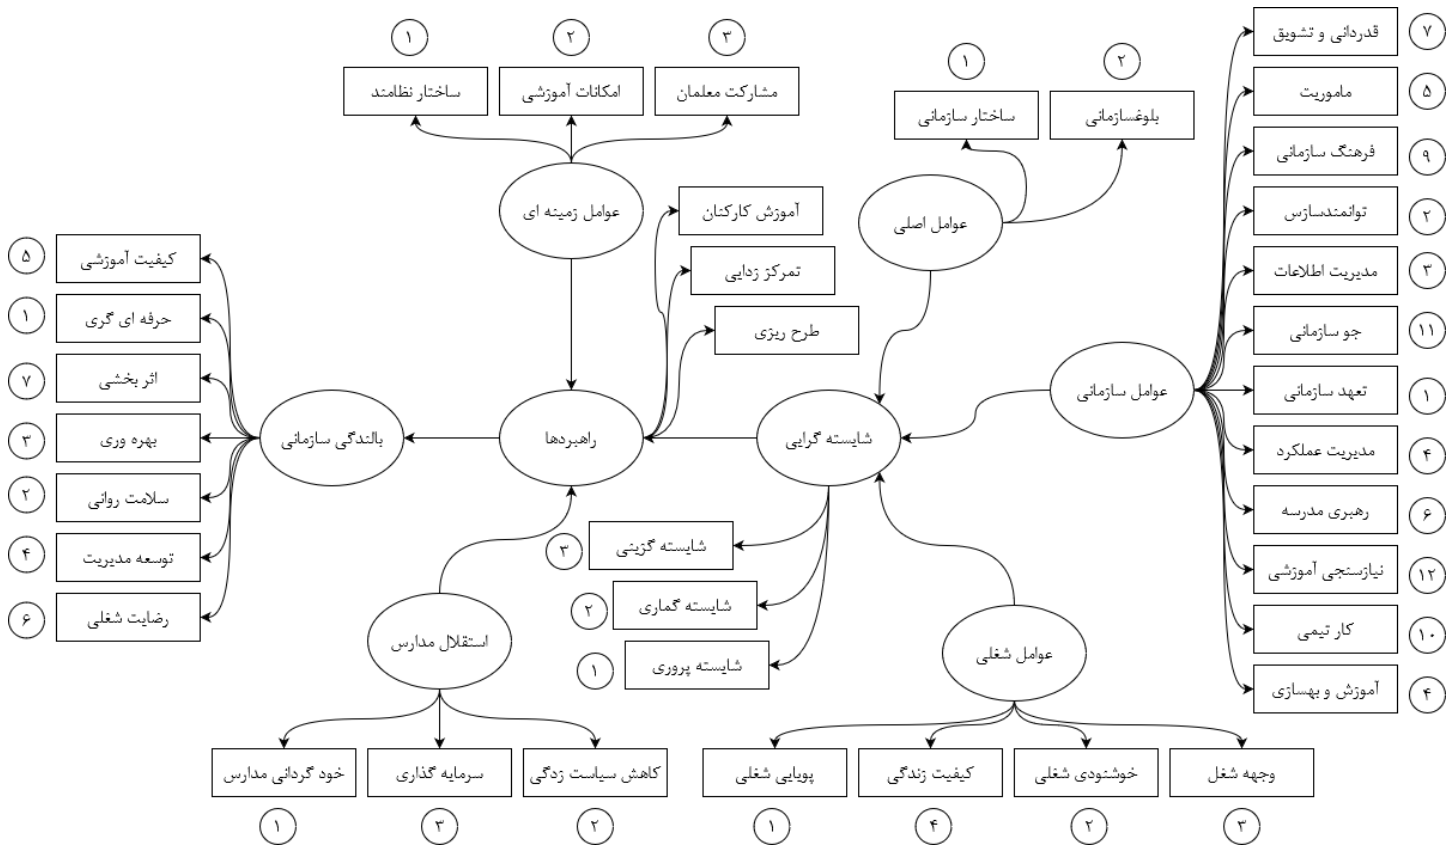 ۷
قدردانی و تشویق
۵
ماموریت
۹
فرهنگ سازمانی
۲
توانمندسازس
۳
مدیریت اطلاعات
۱۱
جو سازمانی
۱
تعهد سازمانی
۴
مدیریت عملکرد
۶
رهبری مدرسه
۱۲
نیازسنجی آموزشی
۱۰
کار تیمی
۴
آموزش و بهسازی
عوامل سازمانی
۲
بلوغسازمانی
۱
ساختار سازمانی
عوامل اصلی
شایسته گرایی
۳
شایسته گزینی
۲
شایسته گماری
۱
شایسته پروری
عوامل شغلی
وجهه شغل
۳
خوشنودی شغلی
۲
کیفیت زندگی
۴
پویایی شغلی
۱
۳
مشارکت معلمان
۲
امکانات آموزشی
۱
ساختار نظامند
عوامل زمینه ای
آموزش کارکنان
تمرکز زدایی
طرح ریزی
راهبردها
استقلال مدارس
کاهش سیاست زدگی
۲
سرمایه گذاری
۳
خود گردانی مدارس
۱
بالندگی سازمانی
کیفیت آموزشی
۵
حرفه ای گری
۱
اثر بخشی
۷
بهره وری
۳
سلامت روانی
۲
توسعه مدیریت
۴
رضایت شغلی
۶